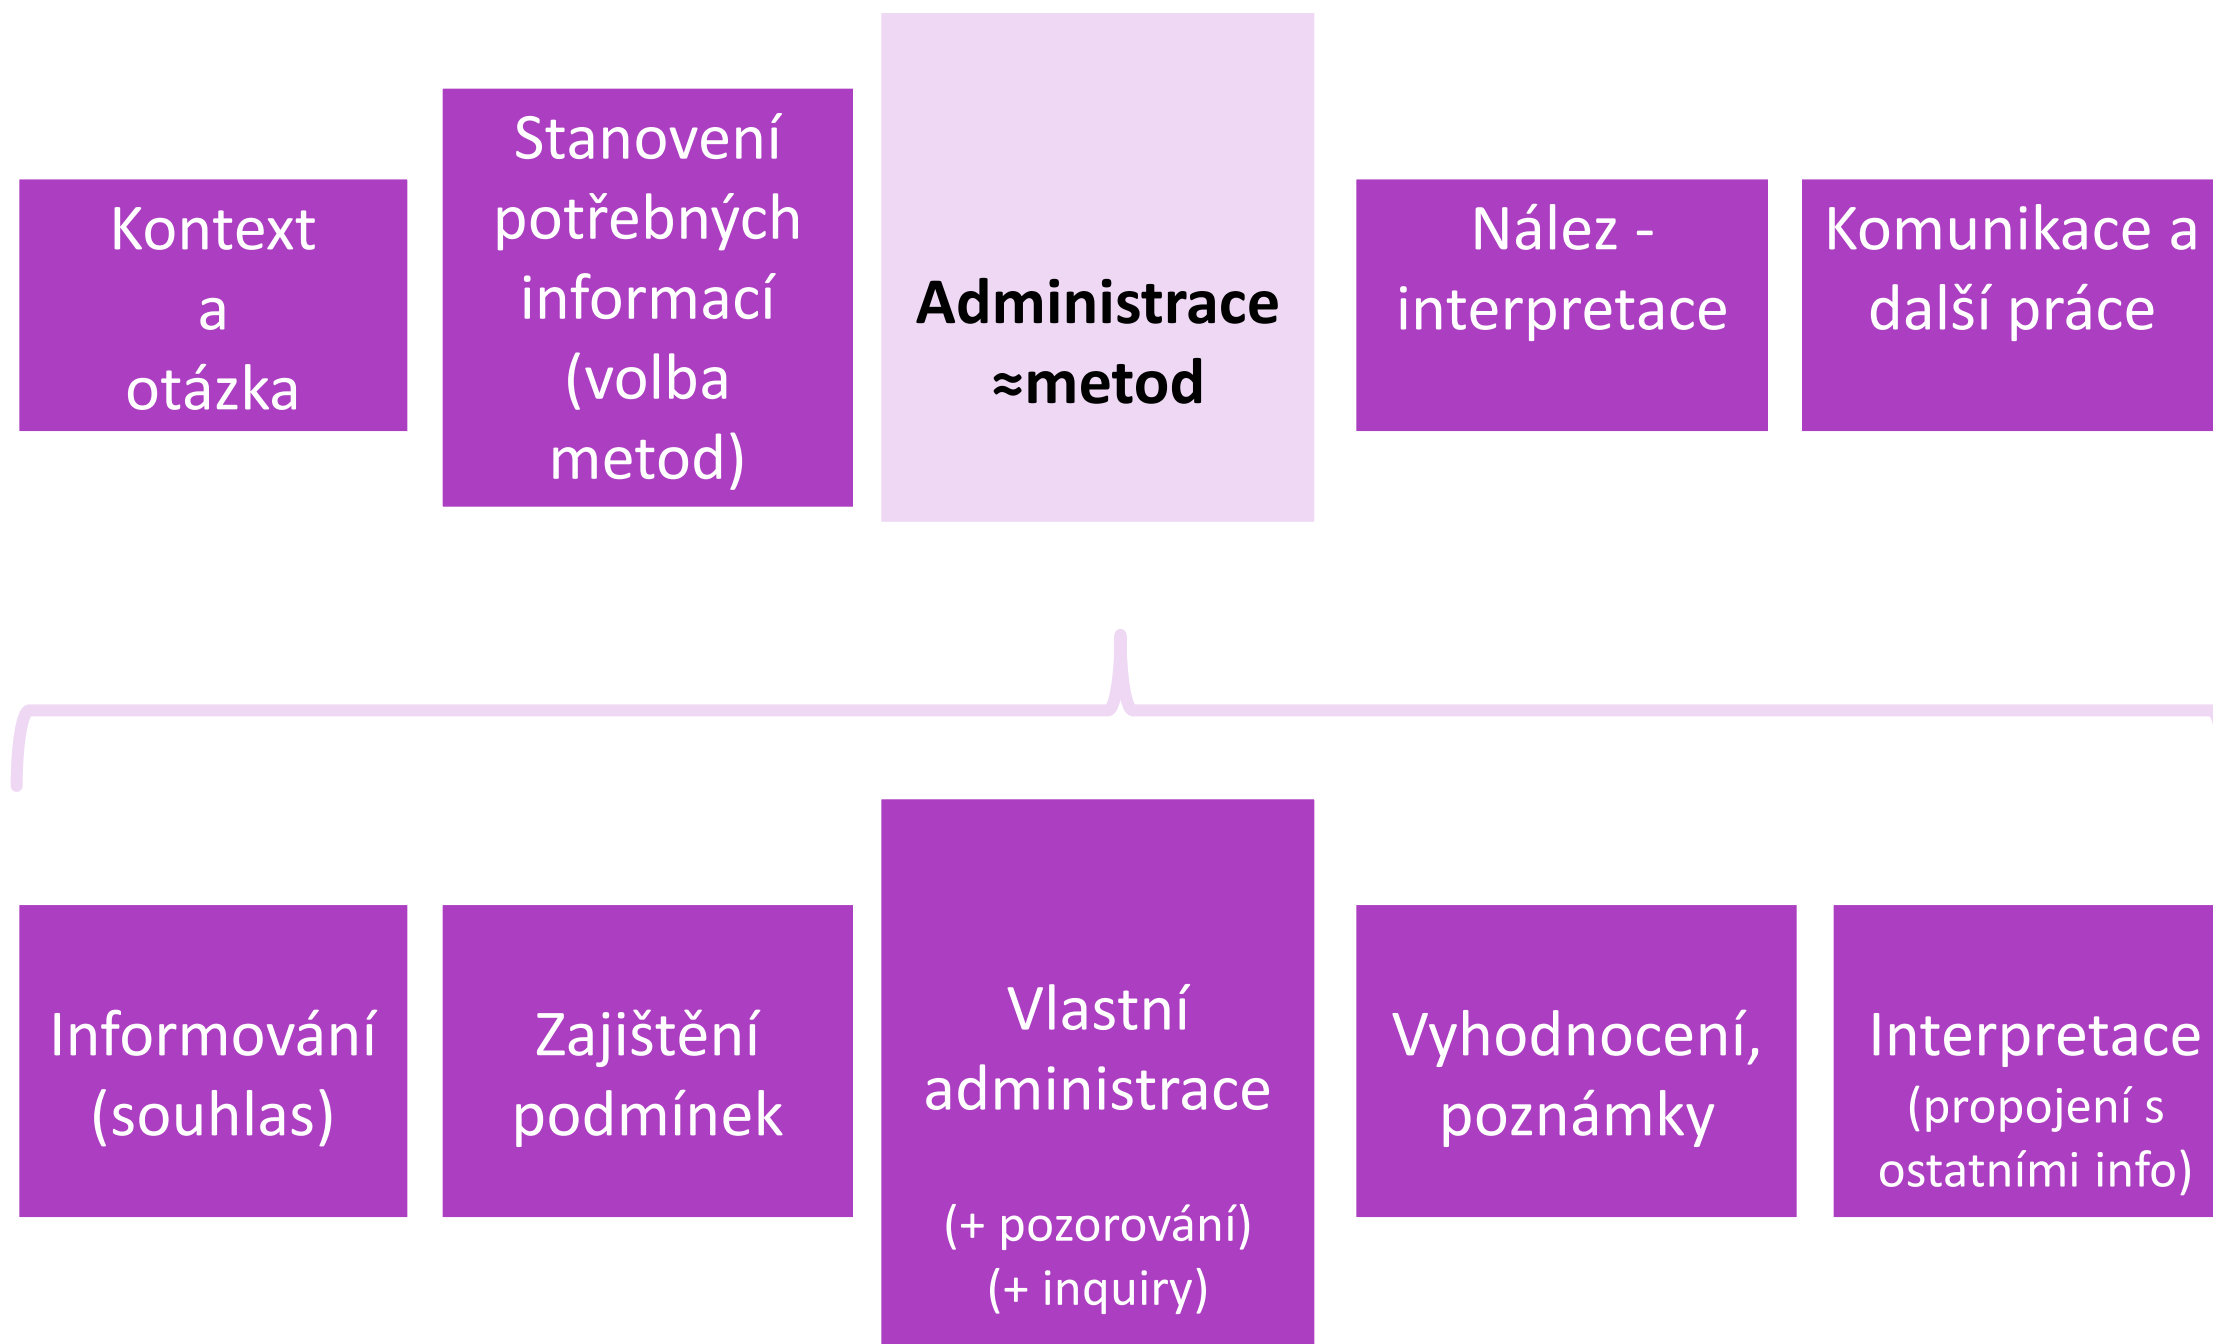 Kontext
a
otázka
Stanovení
potřebných
informací
(volba
metod)
Administrace
≈metod
Nález -
interpretace
Komunikace a
další práce
Informování
(souhlas)
Zajištění
podmínek
Vlastní
administrace
(+ pozorování)
(+ inquiry)
Vyhodnocení,
poznámky
Interpretace
(propojení s
ostatními info)